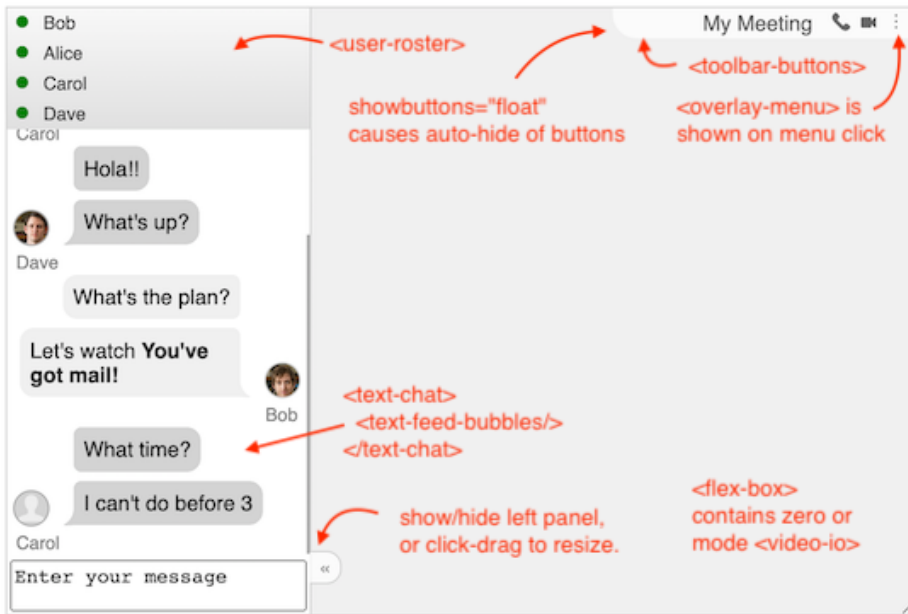 Bob
Alice
Carol
Dave
Carol
Hola!!
What's up?
Dave
What's the plan?
Let's watch You've
got mail!
Bob
What time?
I can't do before 3
Carol
Enter your message
«
My Meeting
<user-roster>
<toolbar-buttons>
showbuttons="float"
causes auto-hide of buttons
<overlay-menu> is
shown on menu click
<text-chat>
<text-feed-bubbles/>
</text-chat>
show/hide left panel,
or click-drag to resize.
<flex-box>
contains zero or
mode <video-io>